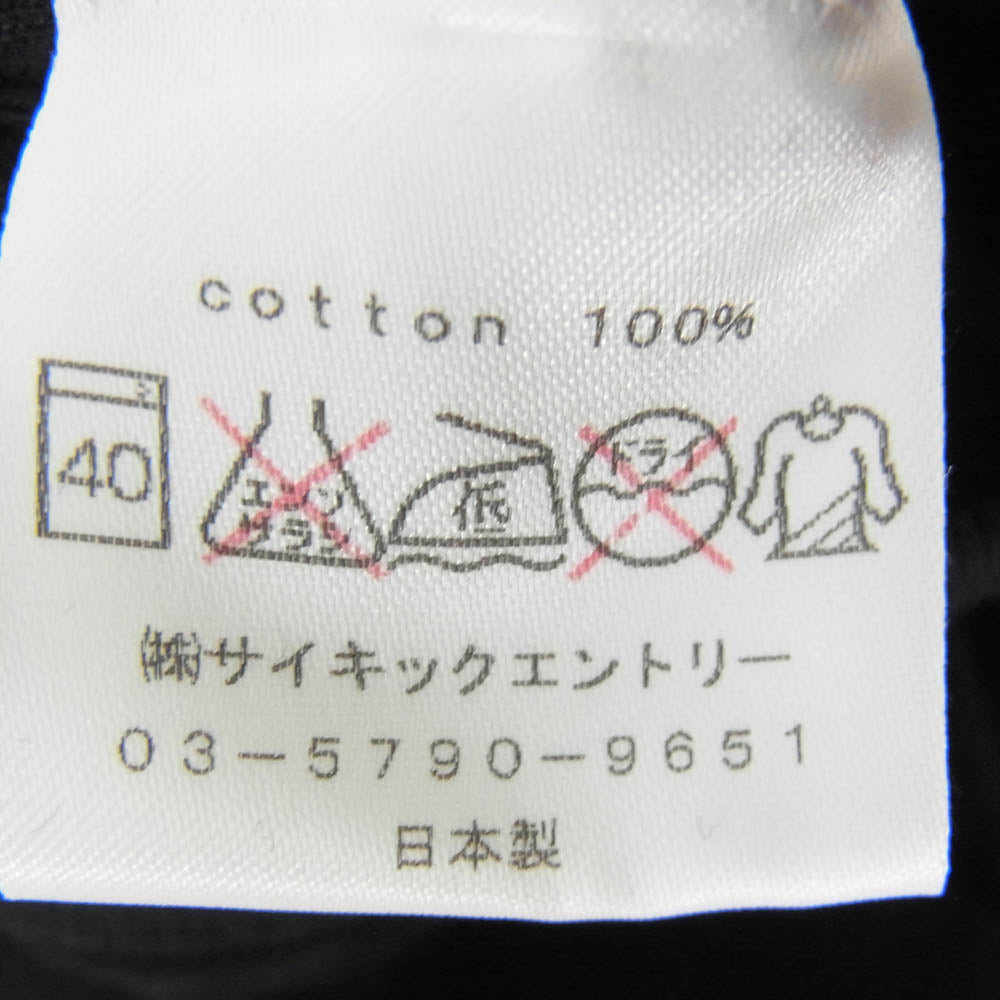 cotton 100%
40 エンソ サラシ 低 ドライ
㈱サイキックエントリー
03-5790-9651
日本製